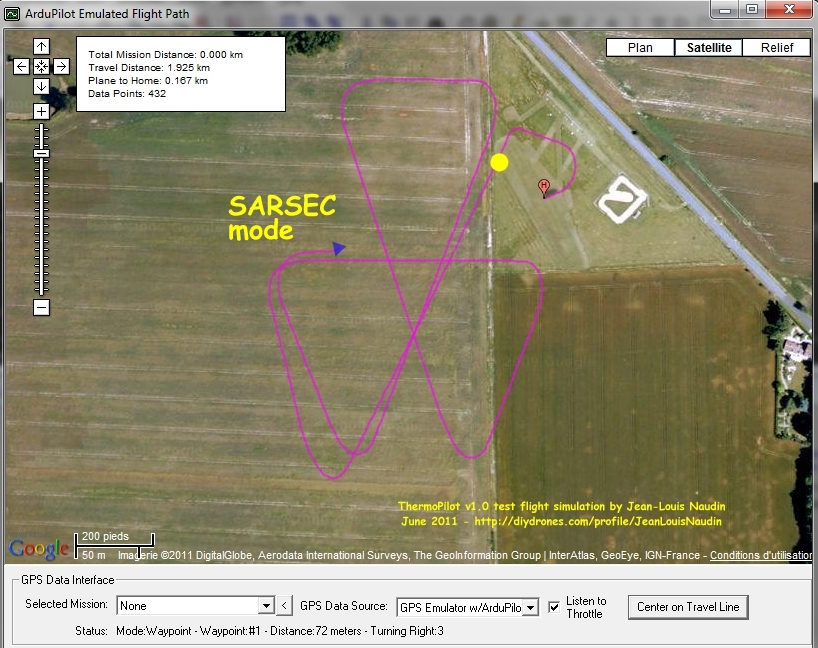 ArduPilot Emulated Flight Path
Total Mission Distance: 0.000 km
Travel Distance: 1.925 km
Plane to Home: 0.167 km
Data Points: 432
Plan
Satellite
Relief
H
SARSEC
mode
ThermoPilot v1.0 test flight simulation by Jean-Louis Naudin
June 2011 - http://diydrones.com/profile/JeanLouisNaudin
200 pieds
50 m
Google
Imagerie ©2011 DigitalGlobe, Aerodata International Surveys, The GeoInformation Group | InterAtlas, GeoEye, IGN-France - Conditions d'utilisation
GPS Data Interface
Selected Mission: None < GPS Data Source: GPS Emulator w/ArduPilo
Listen to
Throttle
Center on Travel Line
Status: Mode:Waypoint - Waypoint:#1 - Distance:72 meters - Turning Right:3